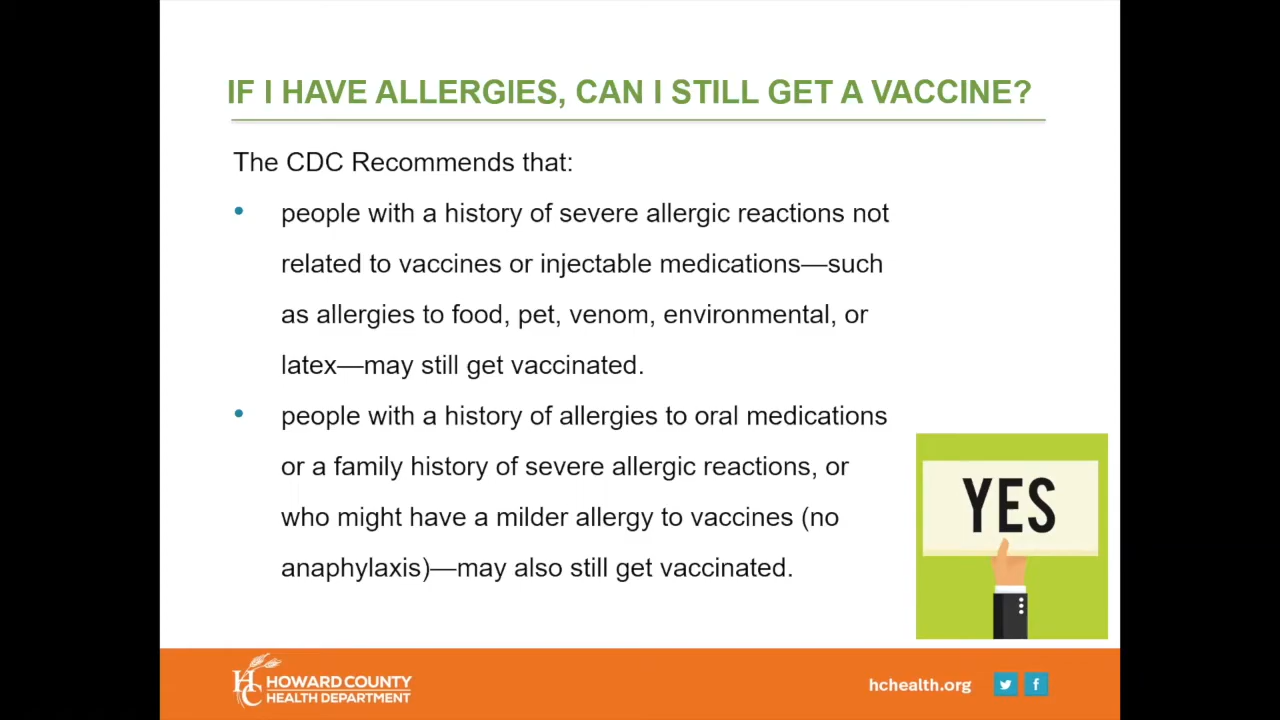 IF I HAVE ALLERGIES, CAN I STILL GET A VACCINE?
The CDC Recommends that:
• people with a history of severe allergic reactions not
related to vaccines or injectable medications—such
as allergies to food, pet, venom, environmental, or
latex—may still get vaccinated.
• people with a history of allergies to oral medications
or a family history of severe allergic reactions, or
who might have a milder allergy to vaccines (no
anaphylaxis)—may also still get vaccinated.
YES
HC HOWARD COUNTY
HEALTH DEPARTMENT
hchealth.org